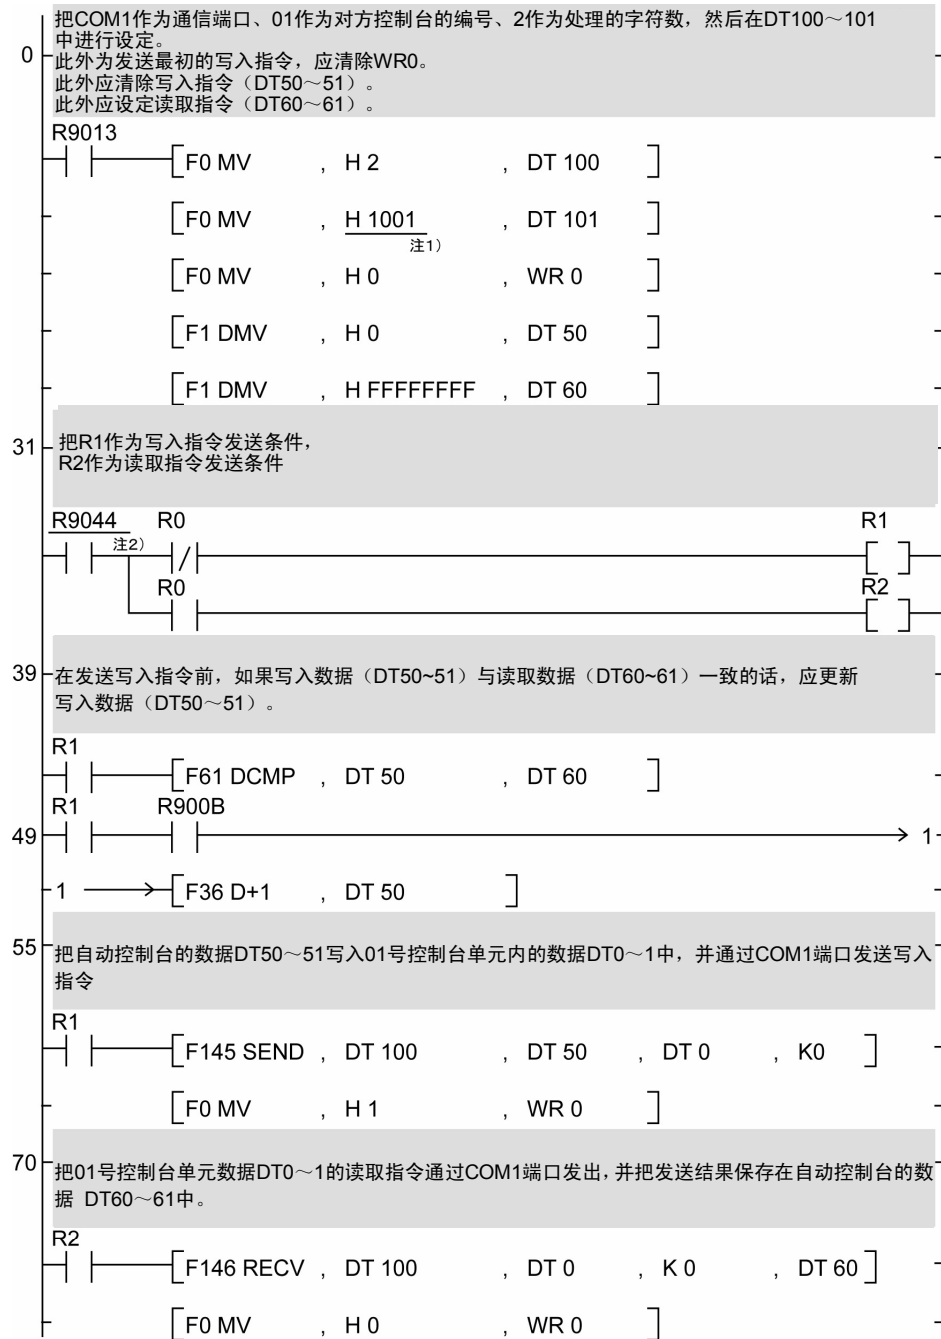 把COM1作为通信端口、01作为对方控制台的编号、2作为处理的字符数，然后在DT100～101
中进行设定。
0
此外为发送最初的写入指令，应清除WR0。
此外应清除写入指令（DT50～51）。
此外应设定读取指令（DT60～61）。
R9013
F0 MV , H 2 , DT 100
F0 MV , H 1001 , DT 101
注1）
F0 MV , H 0 , WR 0
F1 DMV , H 0 , DT 50
F1 DMV , H FFFFFFFF , DT 60
31
把R1作为写入指令发送条件，
R2作为读取指令发送条件
R9044 R0 R1
注2）
R0 R2
39
在发送写入指令前，如果写入数据（DT50~51）与读取数据（DT60~61）一致的话，应更新
写入数据（DT50～51）。
R1
F61 DCMP , DT 50 , DT 60
R1 R900B
49 1
1 F36 D+1 , DT 50
55
把自动控制台的数据DT50～51写入01号控制台单元内的数据DT0～1中，并通过COM1端口发送写入
指令
R1
F145 SEND , DT 100 , DT 50 , DT 0 , K0
F0 MV , H 1 , WR 0
70
把01号控制台单元数据DT0～1的读取指令通过COM1端口发出，并把发送结果保存在自动控制台的数
据 DT60～61中。
R2
F146 RECV , DT 100 , DT 0 , K 0 , DT 60
F0 MV , H 0 , WR 0